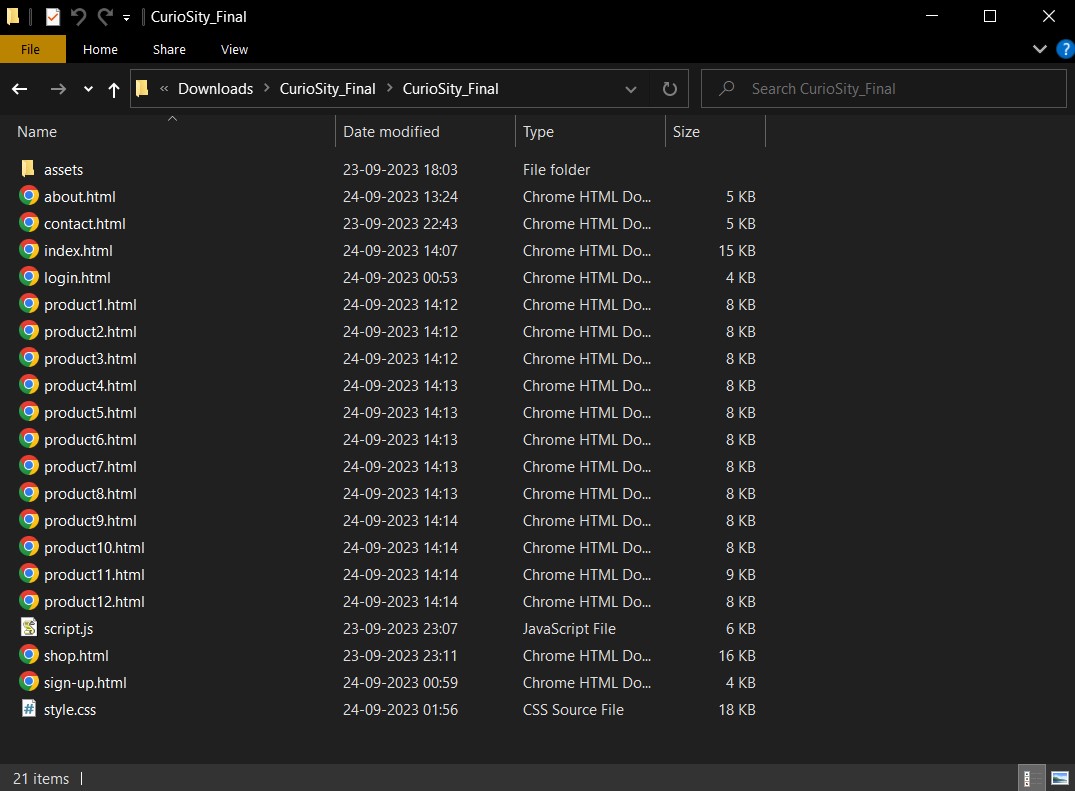 CurioSity_Final
File Home Share View ?
« Downloads > CurioSity_Final > CurioSity_Final Search CurioSity_Final
Name Date modified Type Size
assets 23-09-2023 18:03 File folder
about.html 24-09-2023 13:24 Chrome HTML Do... 5 KB
contact.html 23-09-2023 22:43 Chrome HTML Do... 5 KB
index.html 24-09-2023 14:07 Chrome HTML Do... 15 KB
login.html 24-09-2023 00:53 Chrome HTML Do... 4 KB
product1.html 24-09-2023 14:12 Chrome HTML Do... 8 KB
product2.html 24-09-2023 14:12 Chrome HTML Do... 8 KB
product3.html 24-09-2023 14:12 Chrome HTML Do... 8 KB
product4.html 24-09-2023 14:13 Chrome HTML Do... 8 KB
product5.html 24-09-2023 14:13 Chrome HTML Do... 8 KB
product6.html 24-09-2023 14:13 Chrome HTML Do... 8 KB
product7.html 24-09-2023 14:13 Chrome HTML Do... 8 KB
product8.html 24-09-2023 14:13 Chrome HTML Do... 8 KB
product9.html 24-09-2023 14:14 Chrome HTML Do... 8 KB
product10.html 24-09-2023 14:14 Chrome HTML Do... 8 KB
product11.html 24-09-2023 14:14 Chrome HTML Do... 9 KB
product12.html 24-09-2023 14:14 Chrome HTML Do... 8 KB
script.js 23-09-2023 23:07 JavaScript File 6 KB
shop.html 23-09-2023 23:11 Chrome HTML Do... 16 KB
sign-up.html 24-09-2023 00:59 Chrome HTML Do... 4 KB
style.css 24-09-2023 01:56 CSS Source File 18 KB
21 items